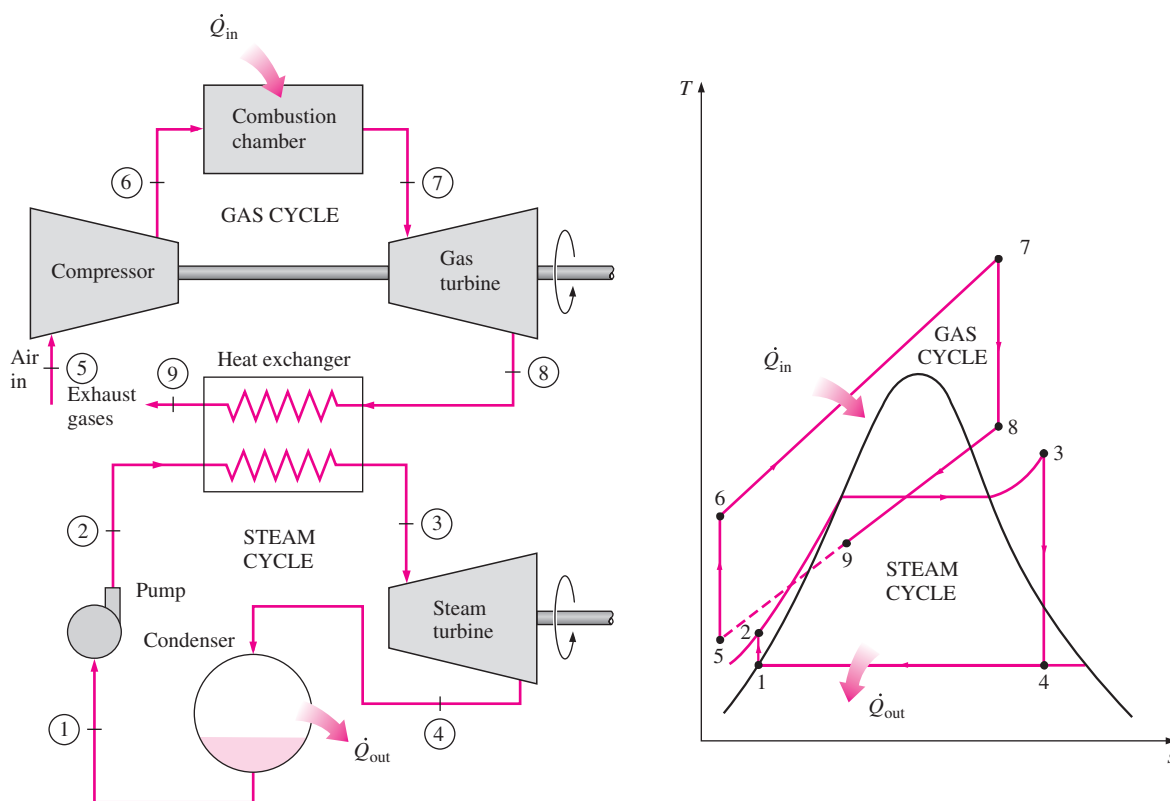 Q̇in
Combustion
chamber
6
7
GAS CYCLE
Compressor
Gas
turbine
Air
in
5
9
Heat exchanger
8
Exhaust
gases
2
3
STEAM
CYCLE
Pump
Steam
turbine
Condenser
1
4
Q̇out
T
7
GAS
CYCLE
Q̇in
8
3
6
9
STEAM
CYCLE
2
5
1
4
Q̇out
s